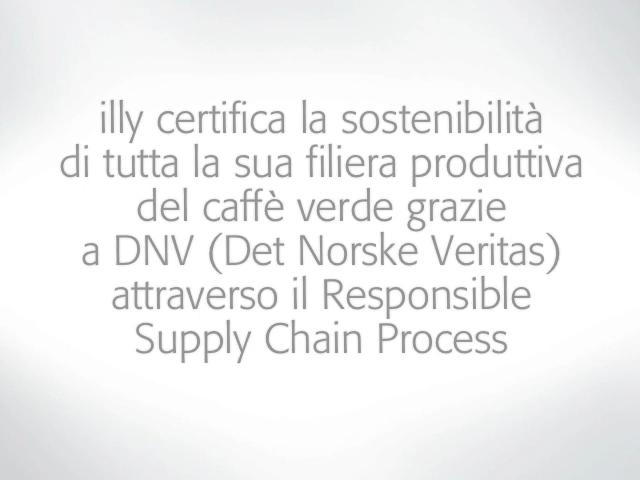 illy certifica la sostenibilità
di tutta la sua filiera produttiva
del caffè verde grazie
a DNV (Det Norske Veritas)
attraverso il Responsible
Supply Chain Process